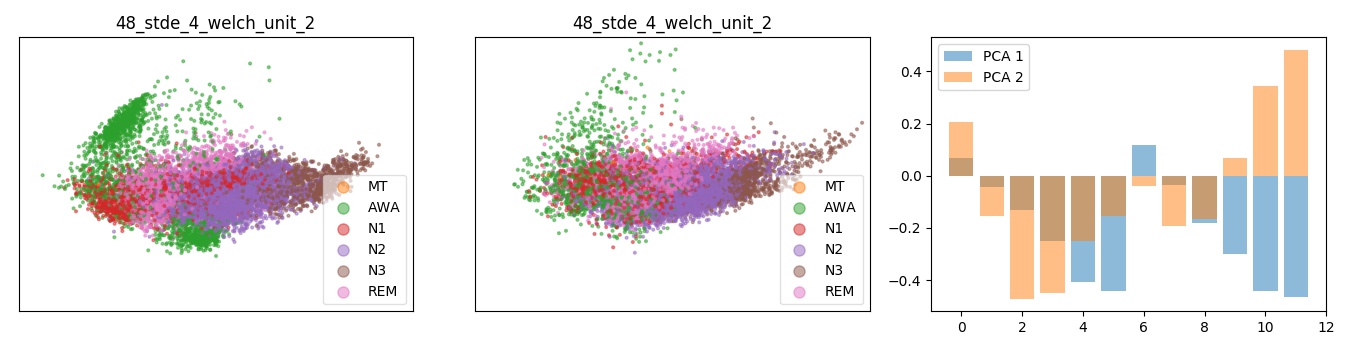 48_stde_4_welch_unit_2
MT
AWA
N1
N2
N3
REM
48_stde_4_welch_unit_2
MT
AWA
N1
N2
N3
REM
PCA 1
PCA 2
0.4
0.2
0.0
−0.2
−0.4
0 2 4 6 8 10 12